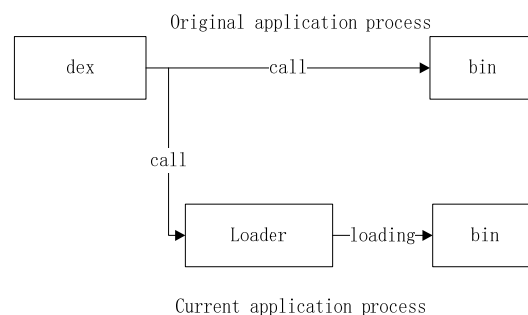 Original application process
dex
call
bin
call
Loader
loading
bin
Current application process